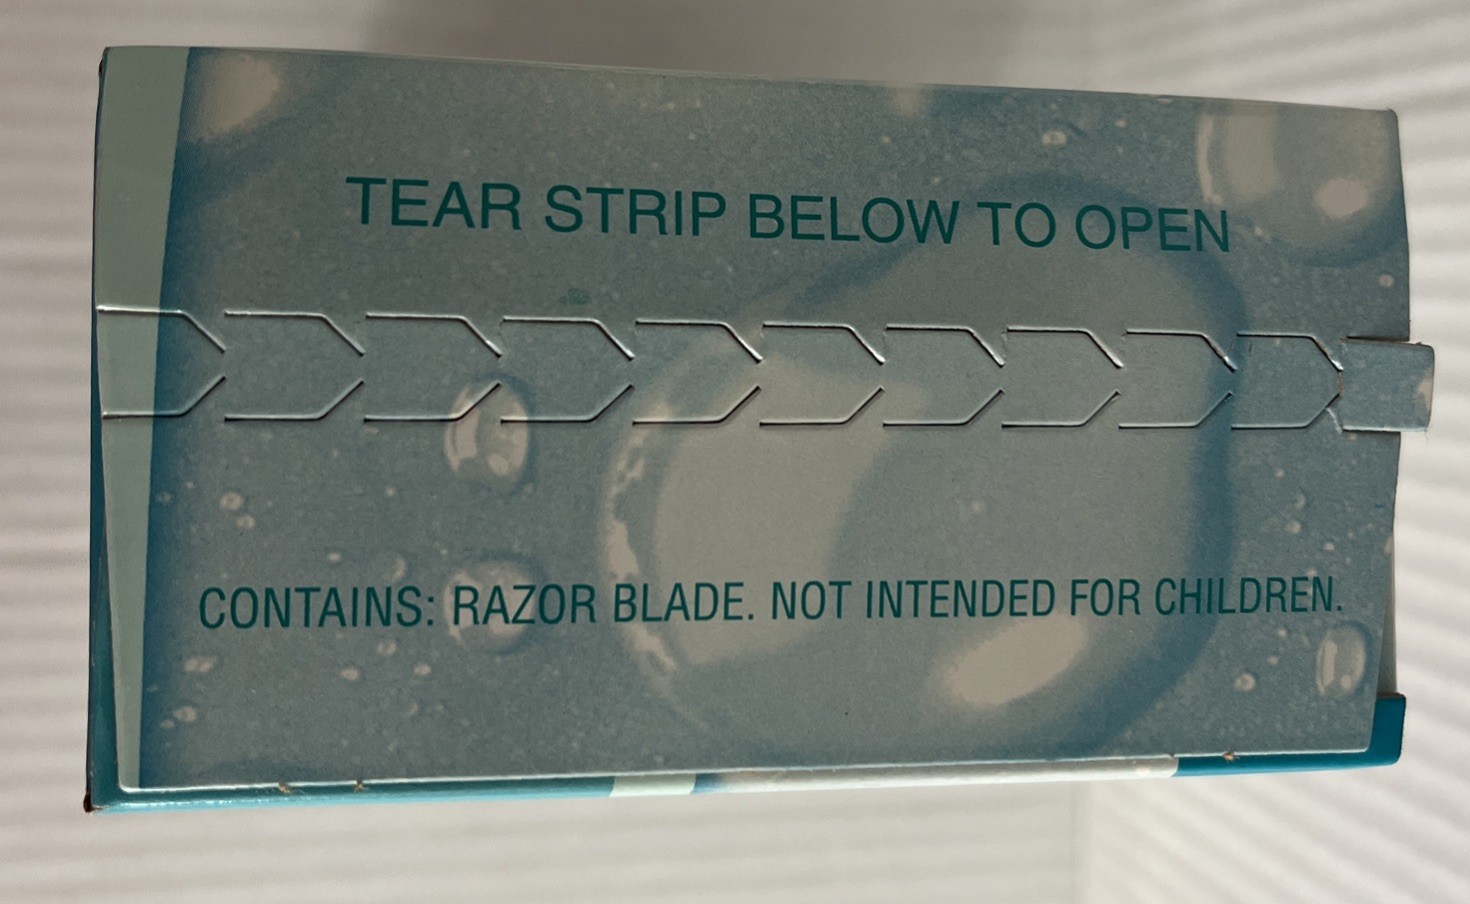 TEAR STRIP BELOW TO OPEN
CONTAINS: RAZOR BLADE. NOT INTENDED FOR CHILDREN.